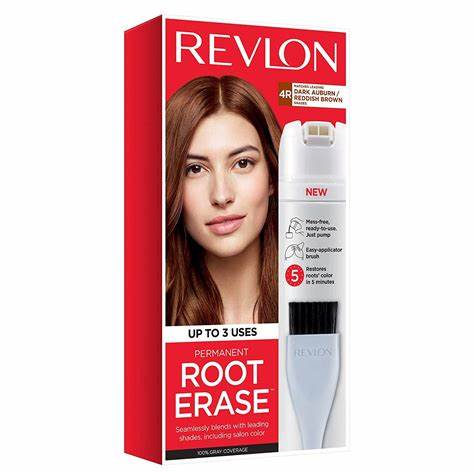 REVLON
4R
MATCHES LEADING
DARK AUBURN /
REDDISH BROWN
SHADES
NEW
Mess-free,
ready-to-use.
Just pump
Easy-applicator
brush
5
Restores
roots' color
in 5 minutes
REVLON
UP TO 3 USES
PERMANENT
ROOT
ERASE™
Seamlessly blends with leading
shades, including salon color
100% GRAY COVERAGE